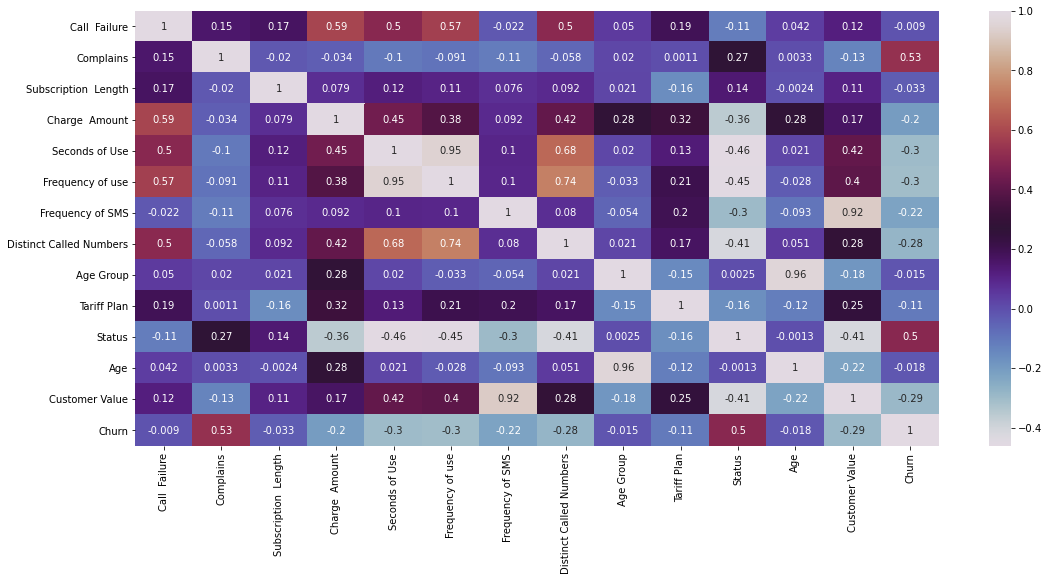 Call  Failure 1 0.15 0.17 0.59 0.5 0.57 -0.022 0.5 0.05 0.19 -0.11 0.042 0.12 -0.009
Complains 0.15 1 -0.02 -0.034 -0.1 -0.091 -0.11 -0.058 0.02 0.0011 0.27 0.0033 -0.13 0.53
Subscription  Length 0.17 -0.02 1 0.079 0.12 0.11 0.076 0.092 0.021 -0.16 0.14 -0.0024 0.11 -0.033
Charge  Amount 0.59 -0.034 0.079 1 0.45 0.38 0.092 0.42 0.28 0.32 -0.36 0.28 0.17 -0.2
Seconds of Use 0.5 -0.1 0.12 0.45 1 0.95 0.1 0.68 0.02 0.13 -0.46 0.021 0.42 -0.3
Frequency of use 0.57 -0.091 0.11 0.38 0.95 1 0.1 0.74 -0.033 0.21 -0.45 -0.028 0.4 -0.3
Frequency of SMS -0.022 -0.11 0.076 0.092 0.1 0.1 1 0.08 -0.054 0.2 -0.3 -0.093 0.92 -0.22
Distinct Called Numbers 0.5 -0.058 0.092 0.42 0.68 0.74 0.08 1 0.021 0.17 -0.41 0.051 0.28 -0.28
Age Group 0.05 0.02 0.021 0.28 0.02 -0.033 -0.054 0.021 1 -0.15 0.0025 0.96 -0.18 -0.015
Tariff Plan 0.19 0.0011 -0.16 0.32 0.13 0.21 0.2 0.17 -0.15 1 -0.16 -0.12 0.25 -0.11
Status -0.11 0.27 0.14 -0.36 -0.46 -0.45 -0.3 -0.41 0.0025 -0.16 1 -0.0013 -0.41 0.5
Age 0.042 0.0033 -0.0024 0.28 0.021 -0.028 -0.093 0.051 0.96 -0.12 -0.0013 1 -0.22 -0.018
Customer Value 0.12 -0.13 0.11 0.17 0.42 0.4 0.92 0.28 -0.18 0.25 -0.41 -0.22 1 -0.29
Churn -0.009 0.53 -0.033 -0.2 -0.3 -0.3 -0.22 -0.28 -0.015 -0.11 0.5 -0.018 -0.29 1
Call  Failure
Complains
Subscription  Length
Charge  Amount
Seconds of Use
Frequency of use
Frequency of SMS
Distinct Called Numbers
Age Group
Tariff Plan
Status
Age
Customer Value
Churn
1.0
0.8
0.6
0.4
0.2
0.0
−0.2
−0.4